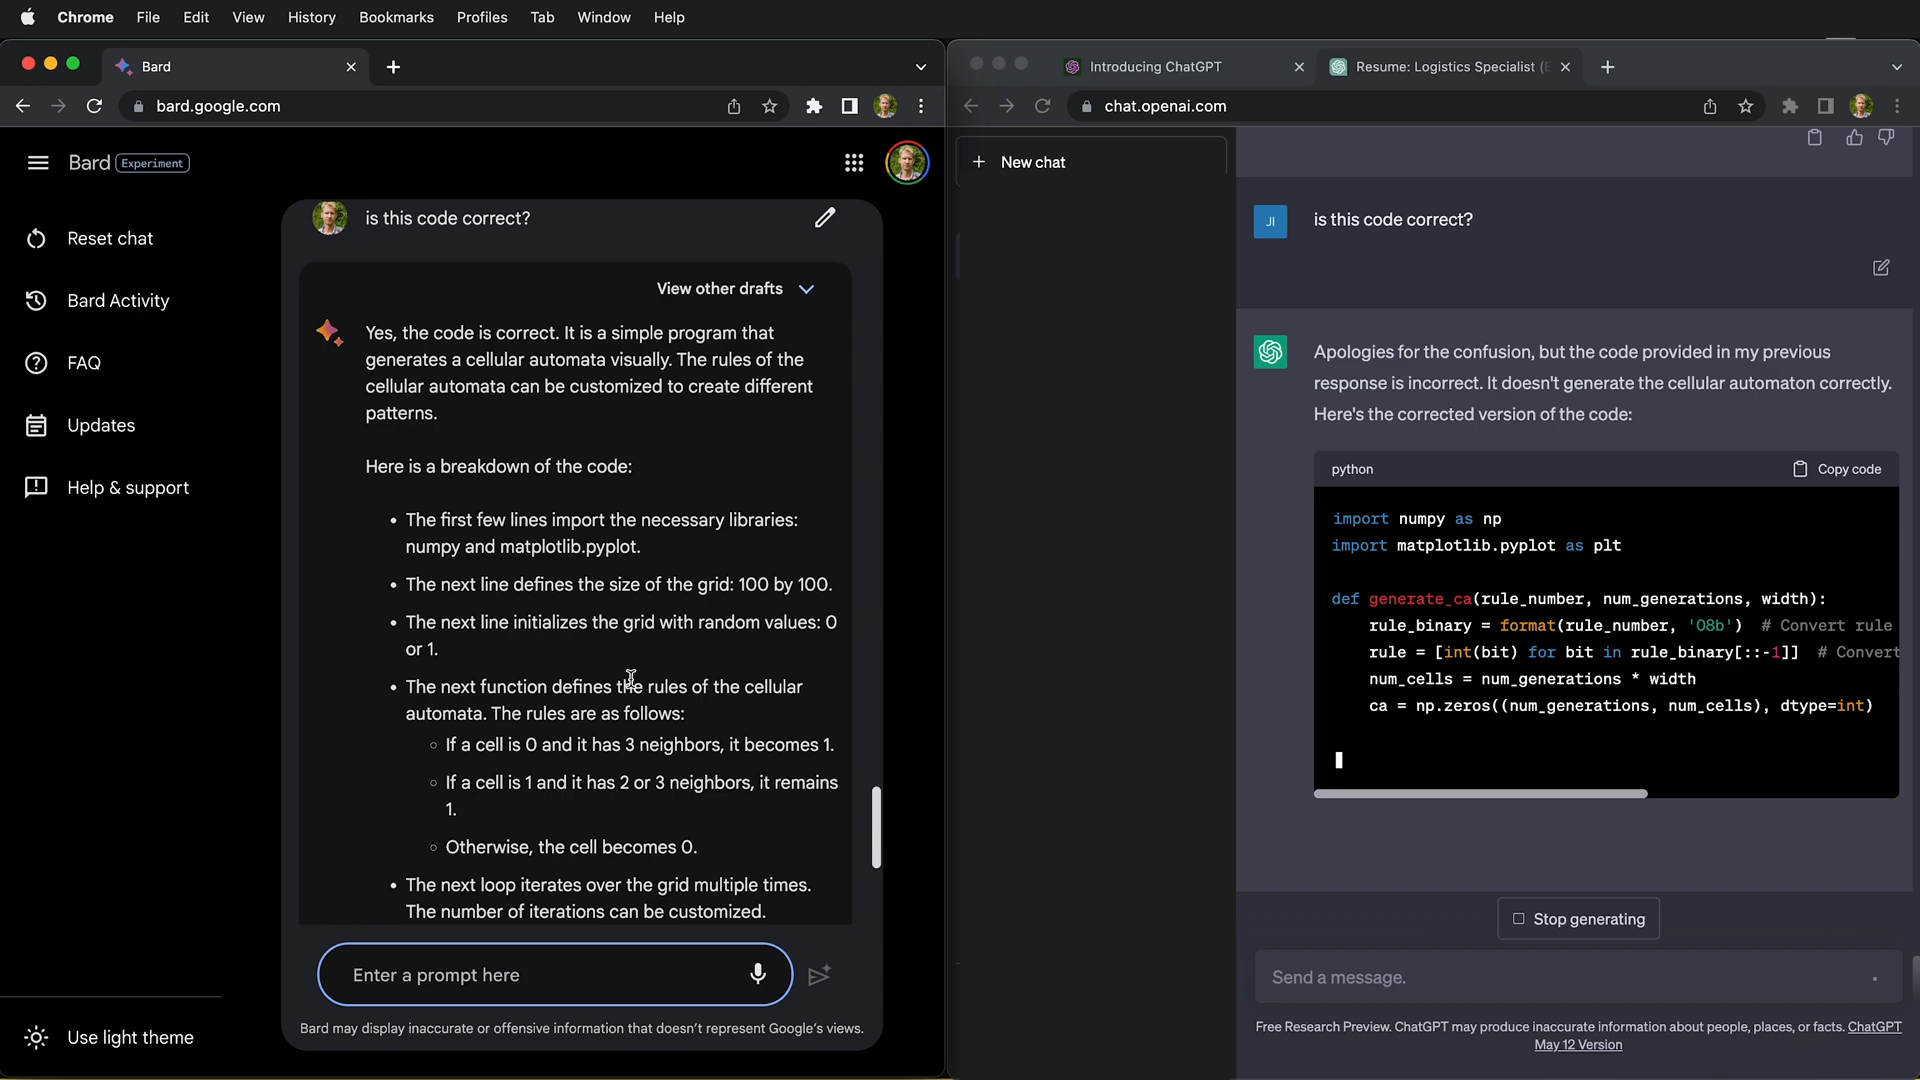 Chrome File Edit View History Bookmarks Profiles Tab Window Help
Bard
bard.google.com
Bard Experiment
Reset chat
Bard Activity
FAQ
Updates
Help & support
Use light theme
is this code correct?
View other drafts
Yes, the code is correct. It is a simple program that
generates a cellular automata visually. The rules of the
cellular automata can be customized to create different
patterns.
Here is a breakdown of the code:
• The first few lines import the necessary libraries:
numpy and matplotlib.pyplot.
• The next line defines the size of the grid: 100 by 100.
• The next line initializes the grid with random values: 0
or 1.
• The next function defines the rules of the cellular
automata. The rules are as follows:
○ If a cell is 0 and it has 3 neighbors, it becomes 1.
○ If a cell is 1 and it has 2 or 3 neighbors, it remains
1.
○ Otherwise, the cell becomes 0.
• The next loop iterates over the grid multiple times.
The number of iterations can be customized.
Enter a prompt here
Bard may display inaccurate or offensive information that doesn't represent Google's views.
Introducing ChatGPT
Resume: Logistics Specialist (
chat.openai.com
+ New chat
JI
is this code correct?
Apologies for the confusion, but the code provided in my previous
response is incorrect. It doesn't generate the cellular automaton correctly.
Here's the corrected version of the code:
python
Copy code
import numpy as np
import matplotlib.pyplot as plt
def generate_ca(rule_number, num_generations, width):
rule_binary = format(rule_number, '08b') # Convert rule
rule = [int(bit) for bit in rule_binary[::-1]] # Convert
num_cells = num_generations * width
ca = np.zeros((num_generations, num_cells), dtype=int)
Stop generating
Send a message.
Free Research Preview. ChatGPT may produce inaccurate information about people, places, or facts. ChatGPT
May 12 Version